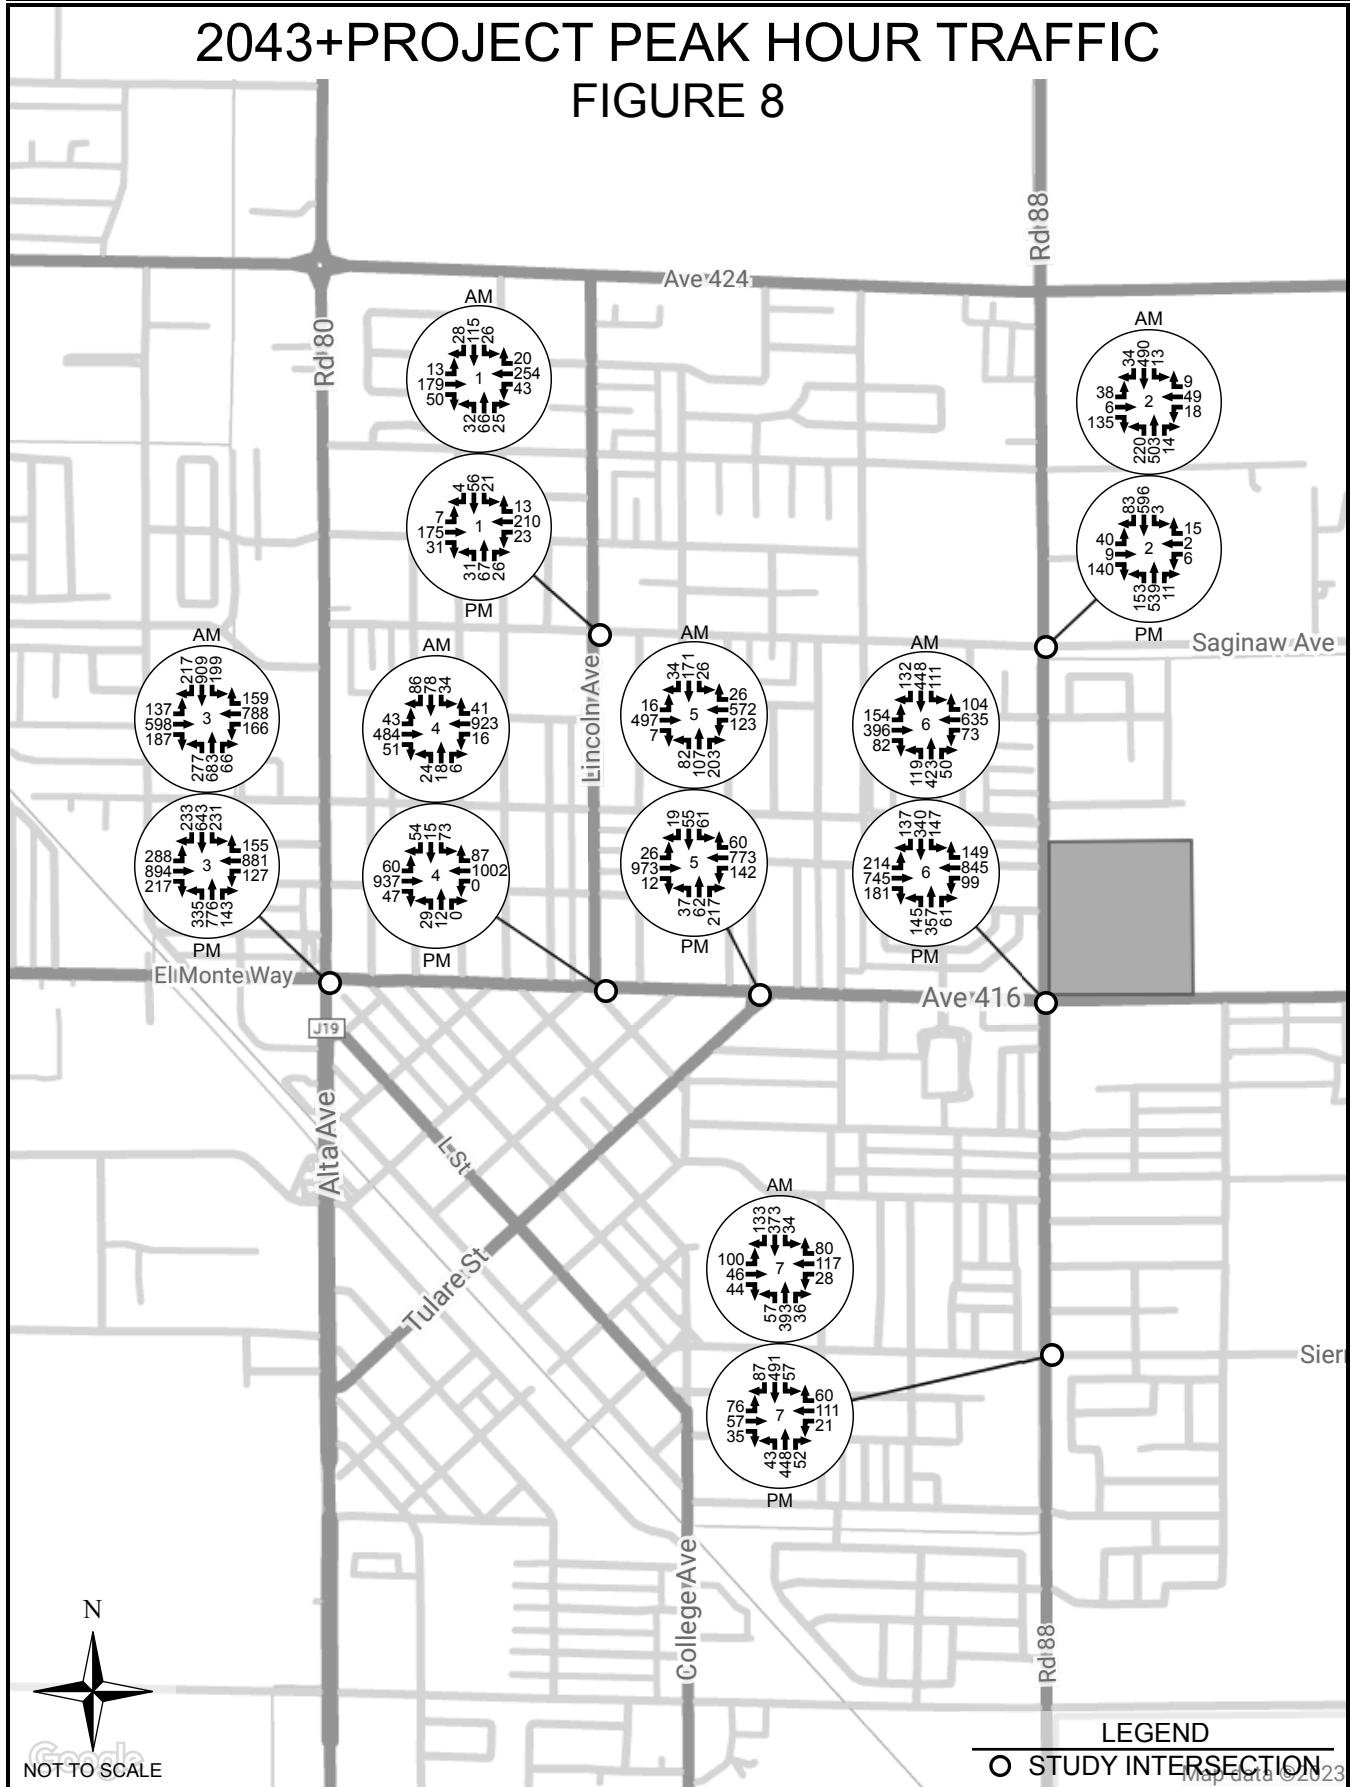 2043+PROJECT PEAK HOUR TRAFFIC
FIGURE 8
Rd 88
Ave 424
Rd 80
AM
28 115 26
13 179 50
1
20 254 43
32 66 25
4 56 21
7 175 31
1
13 210 23
31 67 26
PM
AM
34 490 13
38 6 135
2
9 49 18
220 503 14
83 596 3
40 9 140
2
15 2 6
153 539 11
PM
Saginaw Ave
Lincoln Ave
AM
217 909 199
137 598 187
3
159 788 166
277 683 66
233 643 231
288 894 217
3
155 881 127
335 776 143
PM
AM
86 78 34
43 484 51
4
41 923 16
24 18 6
54 15 73
60 937 47
4
87 1002 0
29 12 0
PM
AM
34 171 26
16 497 7
5
26 572 123
82 107 203
19 55 61
26 973 12
5
60 773 142
37 62 217
PM
AM
132 448 111
154 396 82
6
104 635 73
119 423 50
137 340 147
214 745 181
6
149 845 99
145 357 61
PM
El Monte Way
Ave 416
J19
Alta Ave
L St
Tulare St
AM
133 373 34
100 46 44
7
80 117 28
57 393 36
87 491 57
76 57 35
7
60 111 21
43 448 52
PM
Sierr
College Ave
Rd 88
N
Google
NOT TO SCALE
LEGEND
STUDY INTERSECTION
Map data ©2023